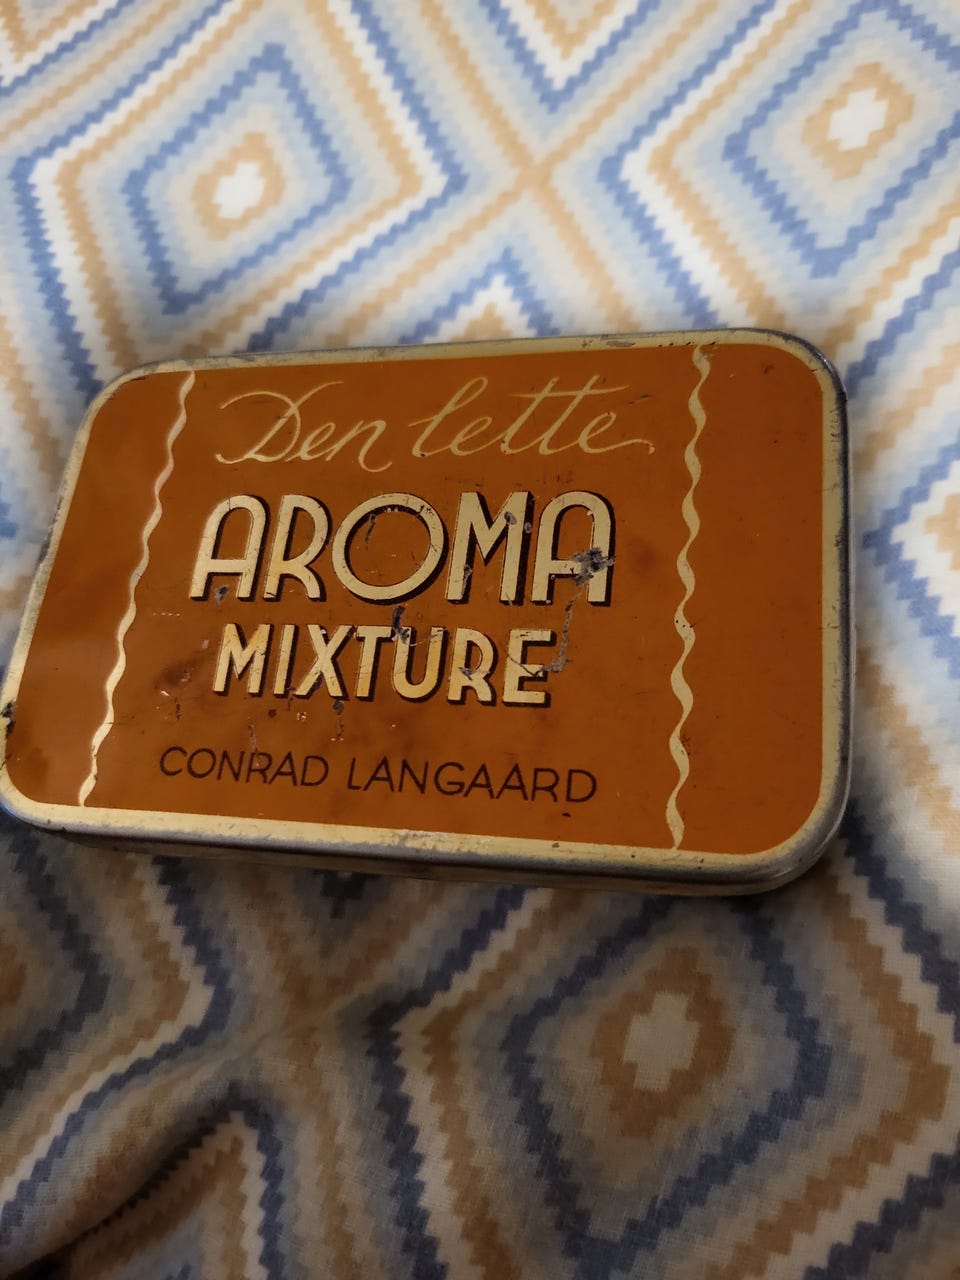 Den lette
AROMA
MIXTURE
CONRAD LANGAARD